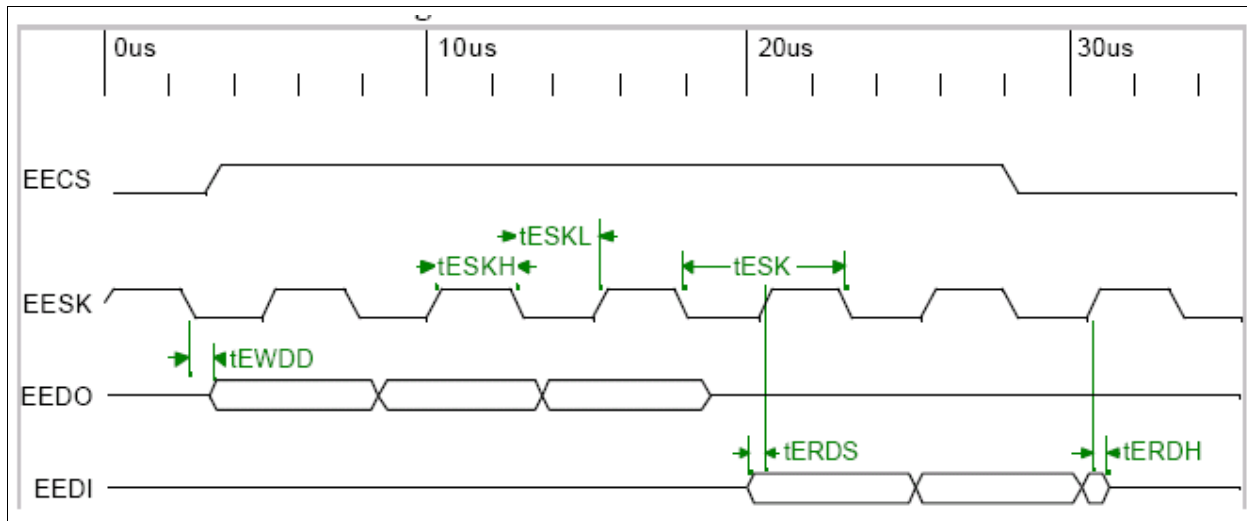 0us 10us 20us 30us
EECS
tESKL
tESKH tESK
EESK
tEWDD
EEDO
tERDS tERDH
EEDI